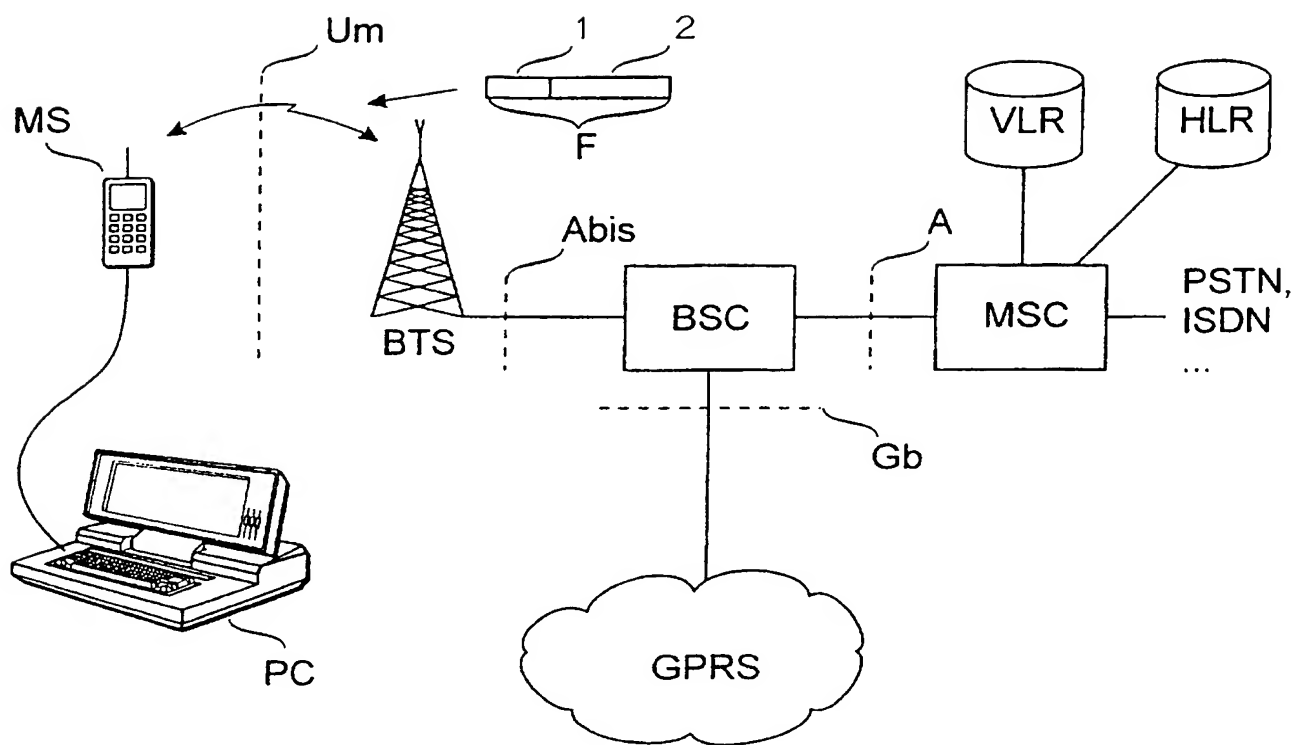 Um
1
2
MS
F
VLR
HLR
Abis
A
BTS
BSC
MSC
PSTN,
ISDN
...
Gb
PC
GPRS